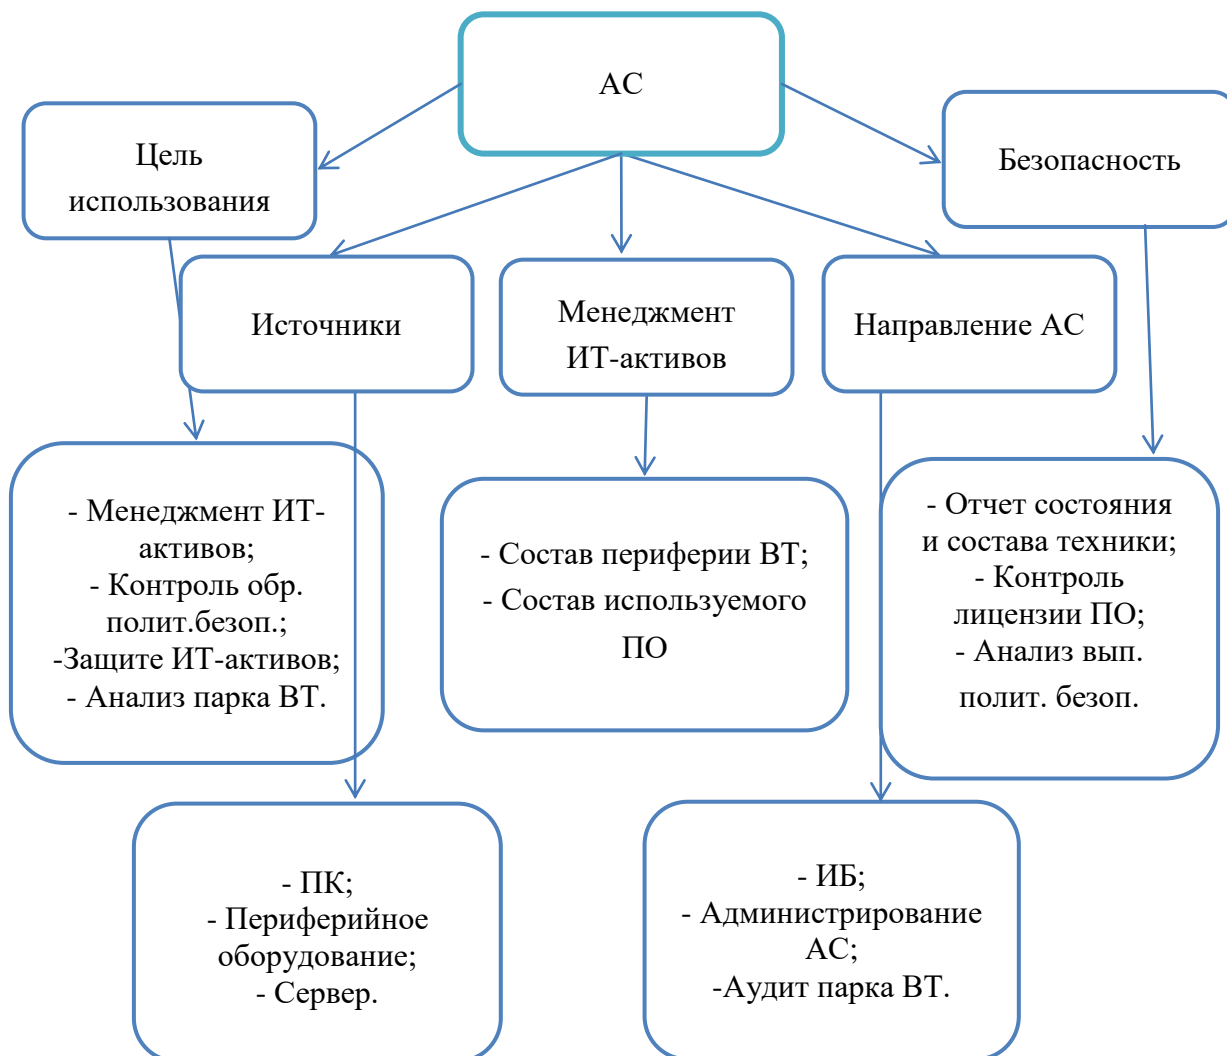 АС
Цель
использования
Безопасность
Источники
Менеджмент
ИТ-активов
Направление АС
- Менеджмент ИТ-
активов;
- Контроль обр.
полит.безоп.;
-Защите ИТ-активов;
- Анализ парка ВТ.
- Состав периферии ВТ;
- Состав используемого
ПО
- Отчет состояния
и состава техники;
- Контроль
лицензии ПО;
- Анализ вып.
полит. безоп.
- ПК;
- Периферийное
оборудование;
- Сервер.
- ИБ;
- Администрирование
АС;
-Аудит парка ВТ.